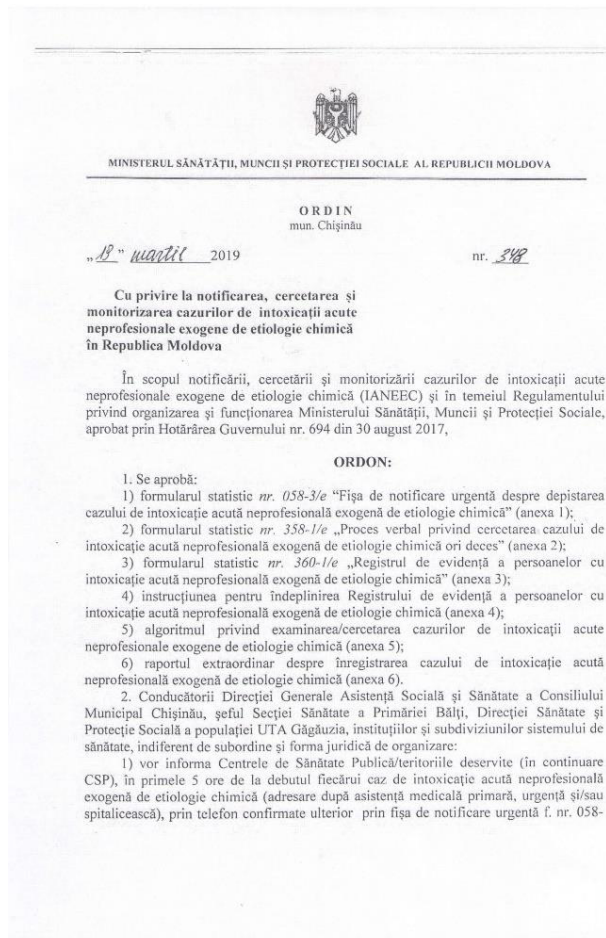 MINISTERUL SĂNĂTĂȚII, MUNCII ȘI PROTECȚIEI SOCIALE AL REPUBLICII MOLDOVA
ORDIN
mun. Chișinău
„19" martie 2019 nr. 348
Cu privire la notificarea, cercetarea și
monitorizarea cazurilor de intoxicații acute
neprofesionale exogene de etiologie chimică
în Republica Moldova
În scopul notificării, cercetării și monitorizării cazurilor de intoxicații acute
neprofesionale exogene de etiologie chimică (IANEEC) și în temeiul Regulamentului
privind organizarea și funcționarea Ministerului Sănătății, Muncii și Protecției Sociale,
aprobat prin Hotărârea Guvernului nr. 694 din 30 august 2017,
ORDON:
1. Se aprobă:
1) formularul statistic nr. 058-3/e “Fișa de notificare urgentă despre depistarea
cazului de intoxicație acută neprofesională exogenă de etiologie chimică” (anexa 1);
2) formularul statistic nr. 358-1/e „Proces verbal privind cercetarea cazului de
intoxicație acută neprofesională exogenă de etiologie chimică ori deces” (anexa 2);
3) formularul statistic nr. 360-1/e „Registrul de evidență a persoanelor cu
intoxicație acută neprofesională exogenă de etiologie chimică” (anexa 3);
4) instrucțiunea pentru îndeplinirea Registrului de evidență a persoanelor cu
intoxicație acută neprofesională exogenă de etiologie chimică (anexa 4);
5) algoritmul privind examinarea/cercetarea cazurilor de intoxicații acute
neprofesionale exogene de etiologie chimică (anexa 5);
6) raportul extraordinar despre înregistrarea cazului de intoxicație acută
neprofesională exogenă de etiologie chimică (anexa 6).
2. Conducătorii Direcției Generale Asistență Socială și Sănătate a Consiliului
Municipal Chișinău, șeful Secției Sănătate a Primăriei Bălți, Direcției Sănătate și
Protecție Socială a populației UTA Găgăuzia, instituțiilor și subdiviziunilor sistemului de
sănătate, indiferent de subordine și forma juridică de organizare:
1) vor informa Centrele de Sănătate Publică/teritoriile deservite (în continuare
CSP), în primele 5 ore de la debutul fiecărui caz de intoxicație acută neprofesională
exogenă de etiologie chimică (adresare după asistență medicală primară, urgență și/sau
spitalicească), prin telefon confirmate ulterior prin fișa de notificare urgentă f. nr. 058-